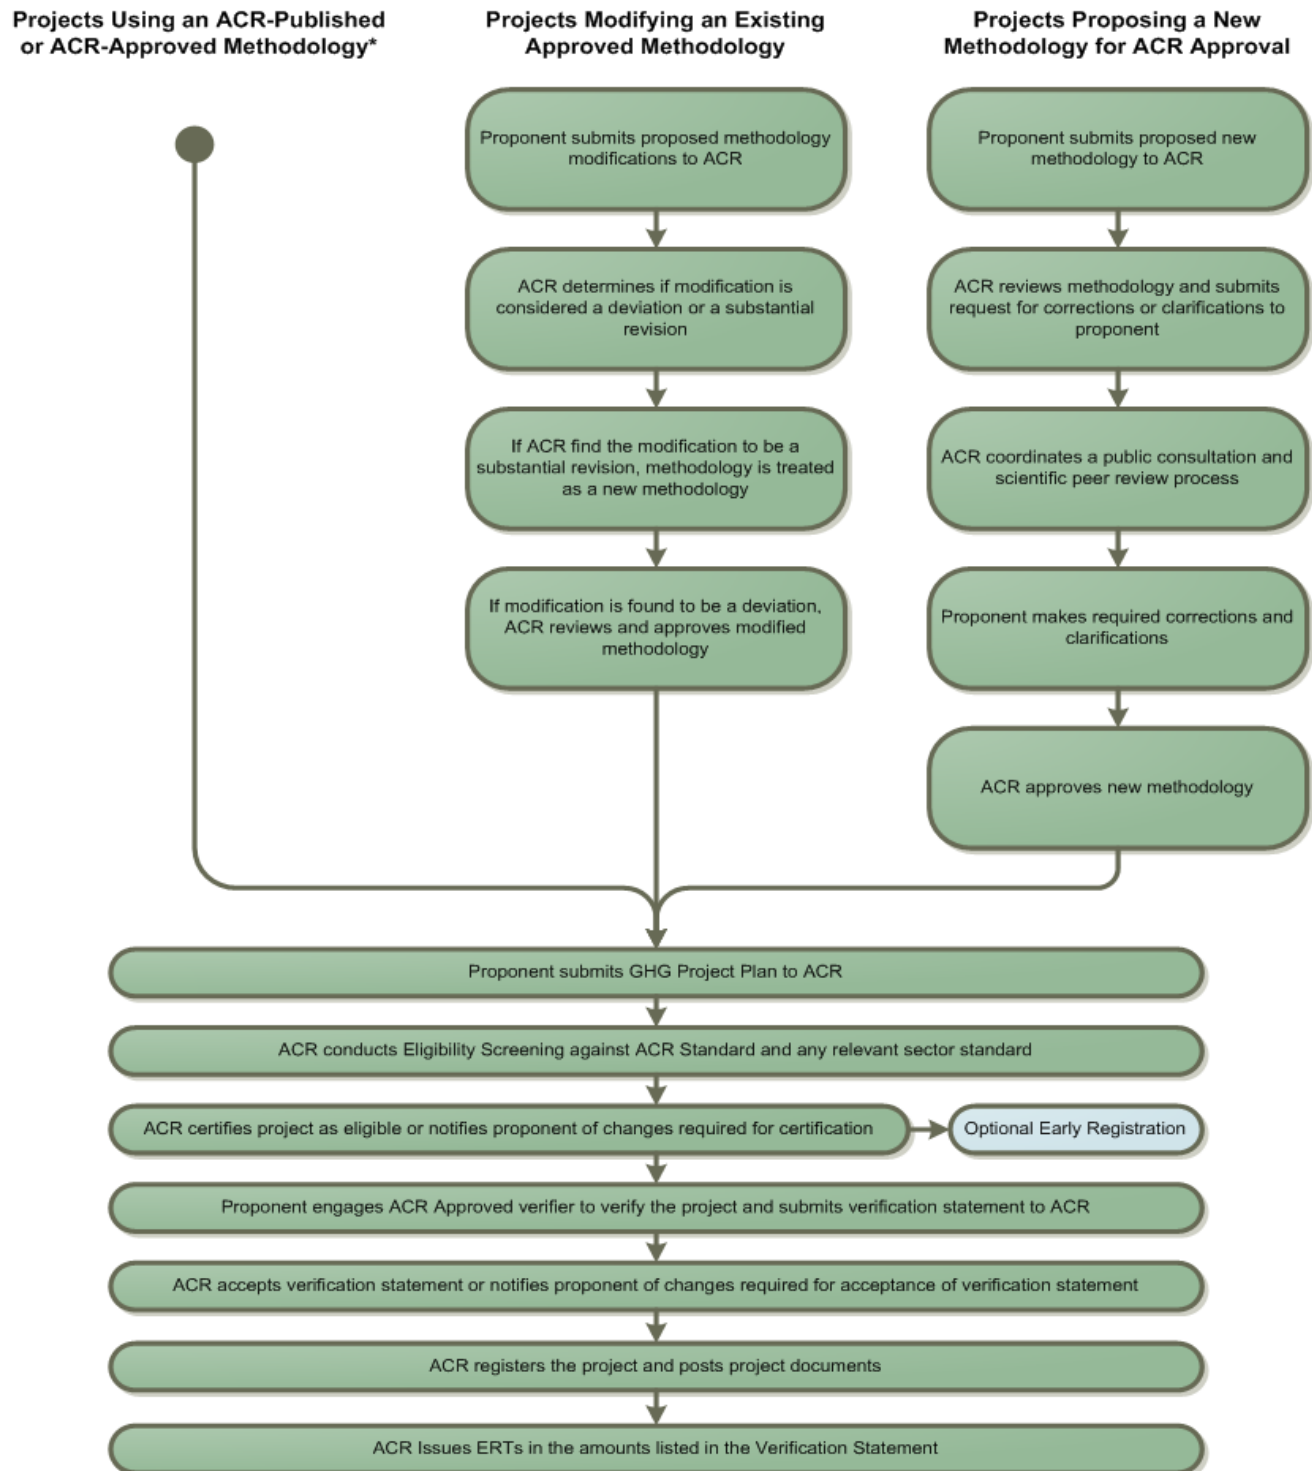 Projects Using an ACR-Published
or ACR-Approved Methodology*
Projects Modifying an Existing
Approved Methodology
Projects Proposing a New
Methodology for ACR Approval
Proponent submits proposed methodology
modifications to ACR
ACR determines if modification is
considered a deviation or a substantial
revision
If ACR find the modification to be a
substantial revision, methodology is treated
as a new methodology
If modification is found to be a deviation,
ACR reviews and approves modified
methodology
Proponent submits proposed new
methodology to ACR
ACR reviews methodology and submits
request for corrections or clarifications to
proponent
ACR coordinates a public consultation and
scientific peer review process
Proponent makes required corrections and
clarifications
ACR approves new methodology
Proponent submits GHG Project Plan to ACR
ACR conducts Eligibility Screening against ACR Standard and any relevant sector standard
ACR certifies project as eligible or notifies proponent of changes required for certification
Optional Early Registration
Proponent engages ACR Approved verifier to verify the project and submits verification statement to ACR
ACR accepts verification statement or notifies proponent of changes required for acceptance of verification statement
ACR registers the project and posts project documents
ACR Issues ERTs in the amounts listed in the Verification Statement